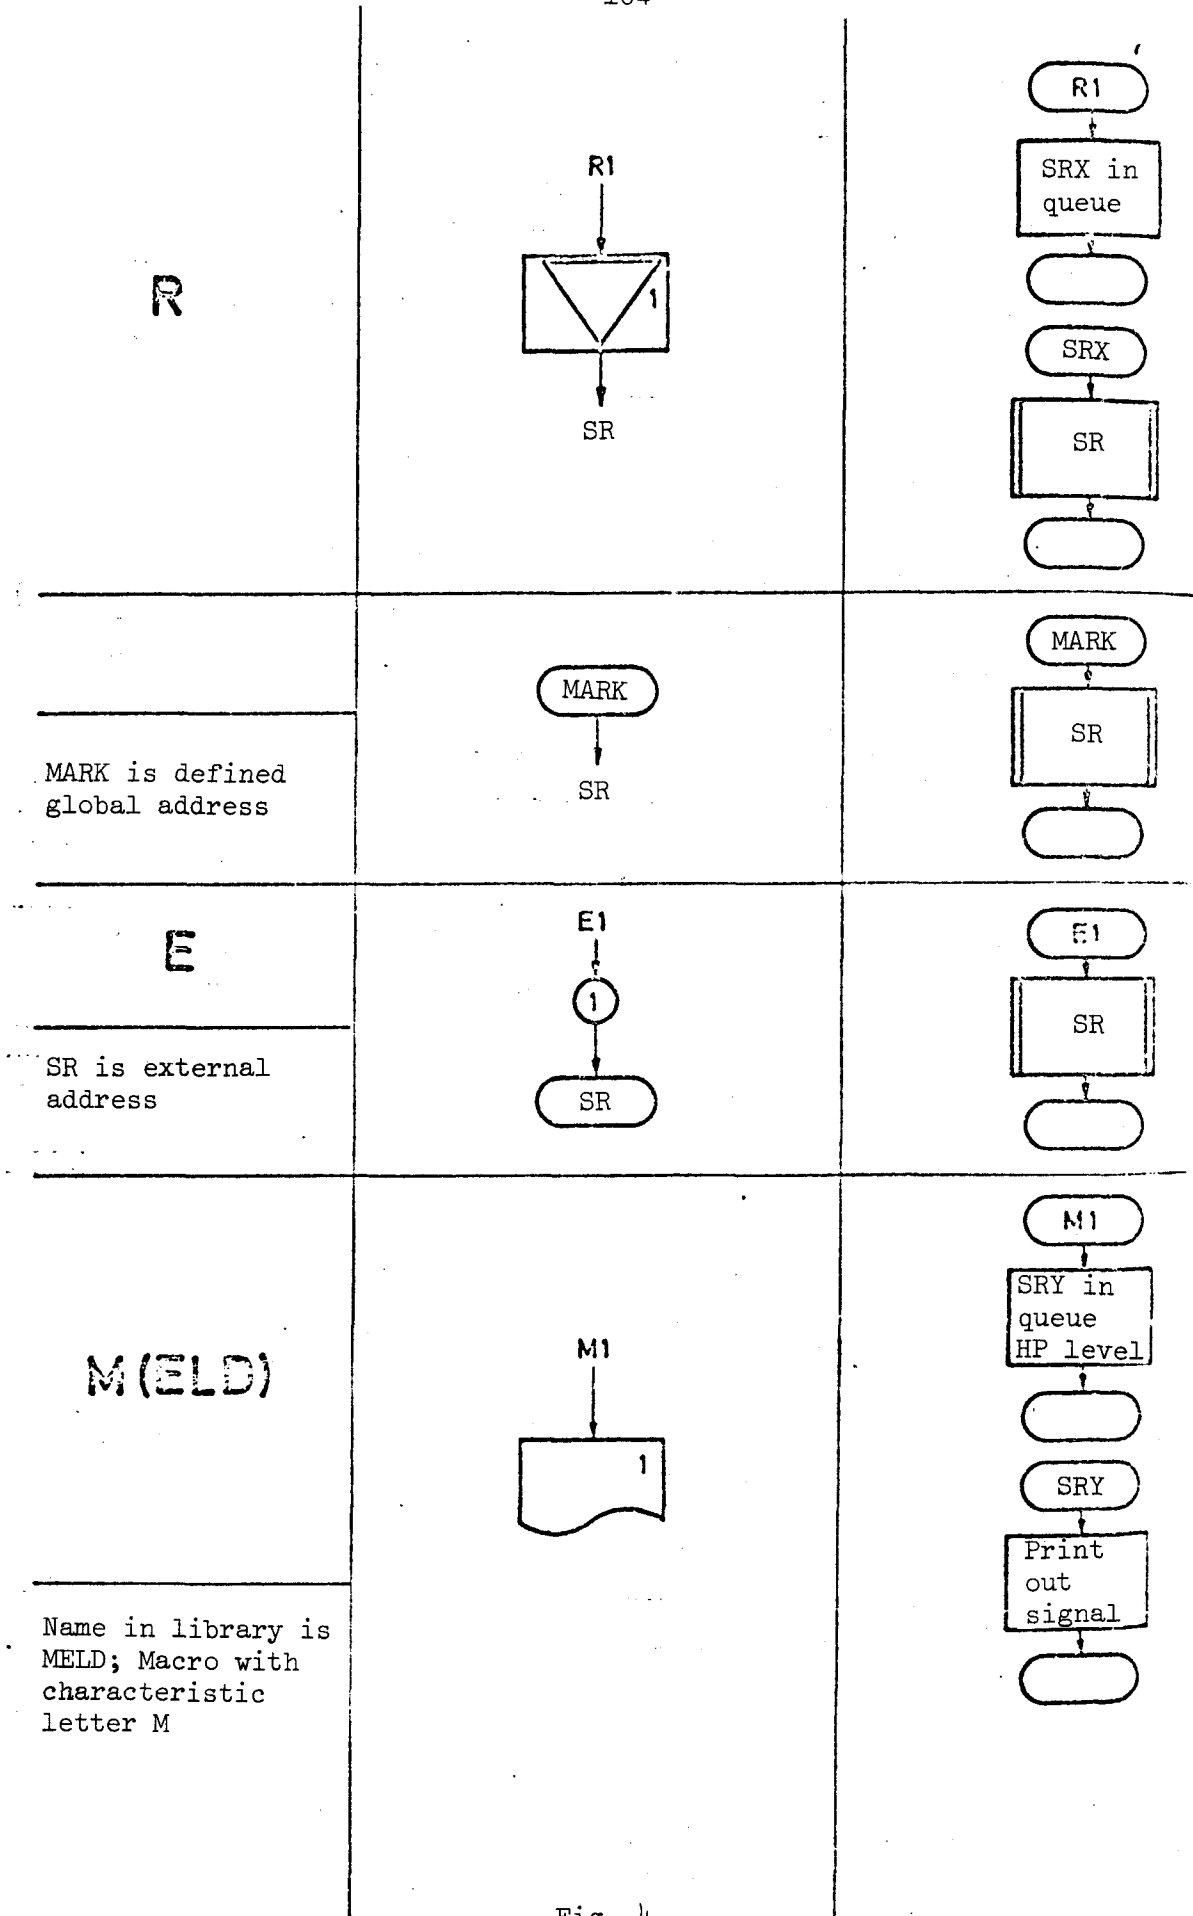 R
R1
1
SR
R1
SRX in
queue
SRX
SR
MARK is defined
global address
MARK
SR
MARK
SR
E
SR is external
address
E1
1
SR
E1
SR
M (ELD)
Name in library is
MELD; Macro with
characteristic
letter M
M1
1
M1
SRY in
queue
HP level
SRY
Print
out
signal
Fig. 4